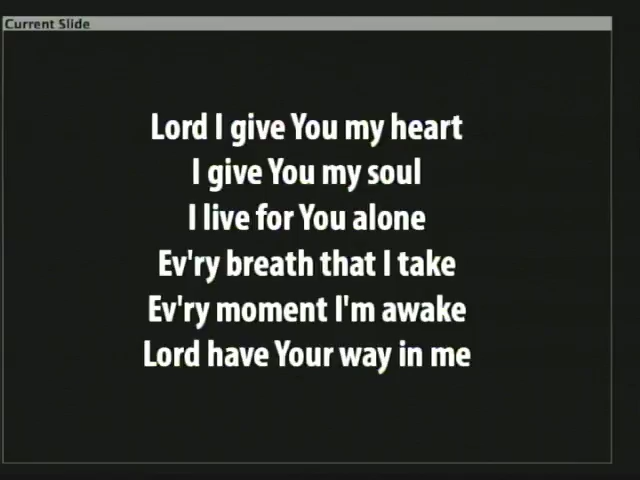 Current Slide
Lord I give You my heart
I give You my soul
I live for You alone
Ev'ry breath that I take
Ev'ry moment I'm awake
Lord have Your way in me